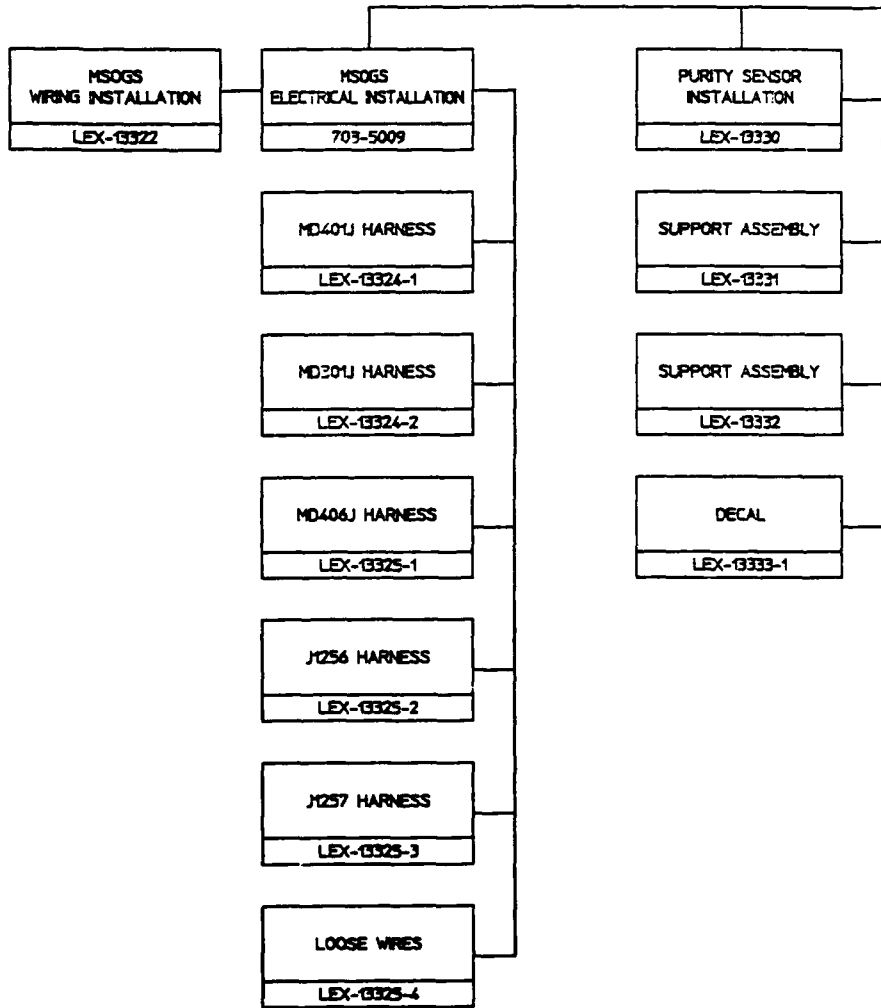 MSOGS
WIRING INSTALLATION
LEX-13322
MSOGS
ELECTRICAL INSTALLATION
703-5009
MD401J HARNESS
LEX-13324-1
MD301J HARNESS
LEX-13324-2
MD406J HARNESS
LEX-13325-1
J1256 HARNESS
LEX-13325-2
J1257 HARNESS
LEX-13325-3
LOOSE WIRES
LEX-13325-4
PURITY SENSOR
INSTALLATION
LEX-13330
SUPPORT ASSEMBLY
LEX-13331
SUPPORT ASSEMBLY
LEX-13332
DECAL
LEX-13333-1